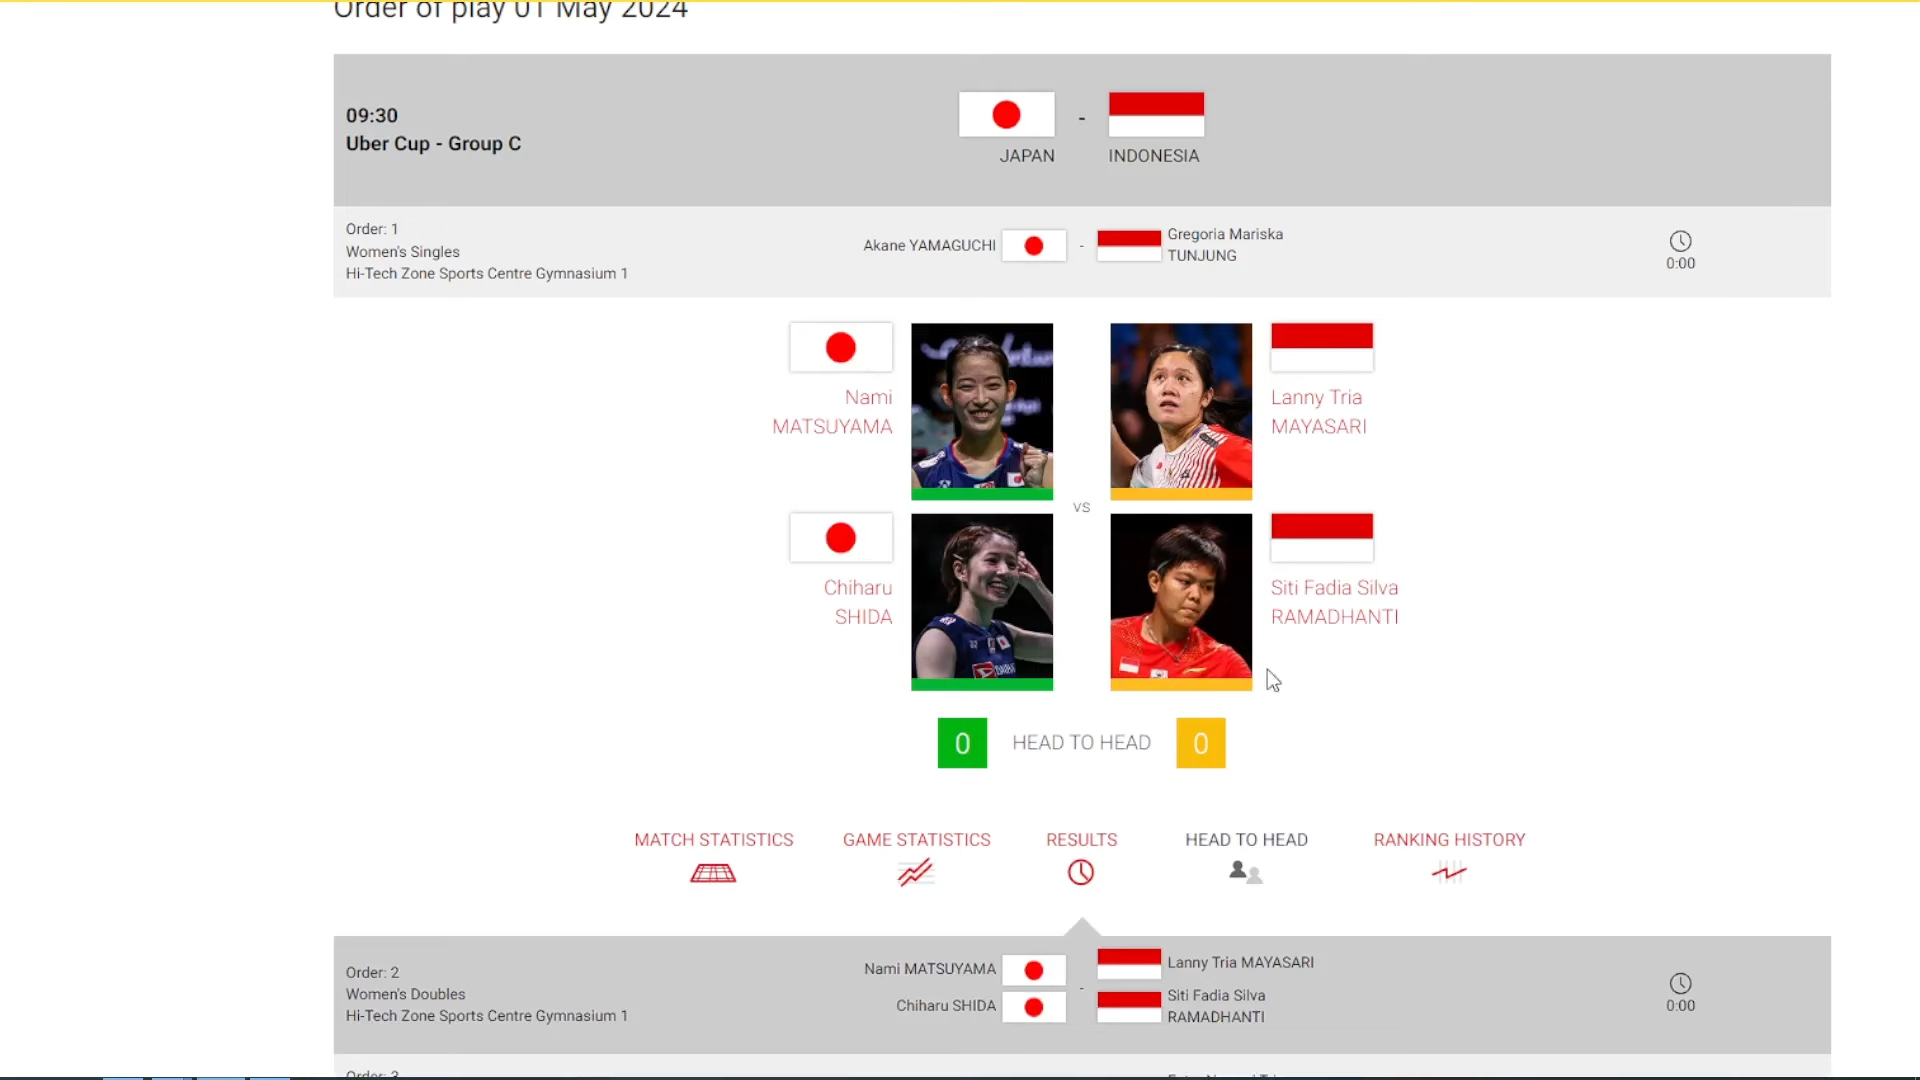 Order of play 01 May 2024
09:30
Uber Cup - Group C
-
JAPAN
INDONESIA
Order: 1
Women's Singles
Hi-Tech Zone Sports Centre Gymnasium 1
Akane YAMAGUCHI
-
Gregoria Mariska
TUNJUNG
0:00
Nami
MATSUYAMA
Lanny Tria
MAYASARI
vs
Chiharu
SHIDA
Siti Fadia Silva
RAMADHANTI
0 HEAD TO HEAD 0
MATCH STATISTICS
GAME STATISTICS
RESULTS
HEAD TO HEAD
RANKING HISTORY
Order: 2
Women's Doubles
Hi-Tech Zone Sports Centre Gymnasium 1
Nami MATSUYAMA
Chiharu SHIDA
-
Lanny Tria MAYASARI
Siti Fadia Silva
RAMADHANTI
0:00
Order: 3